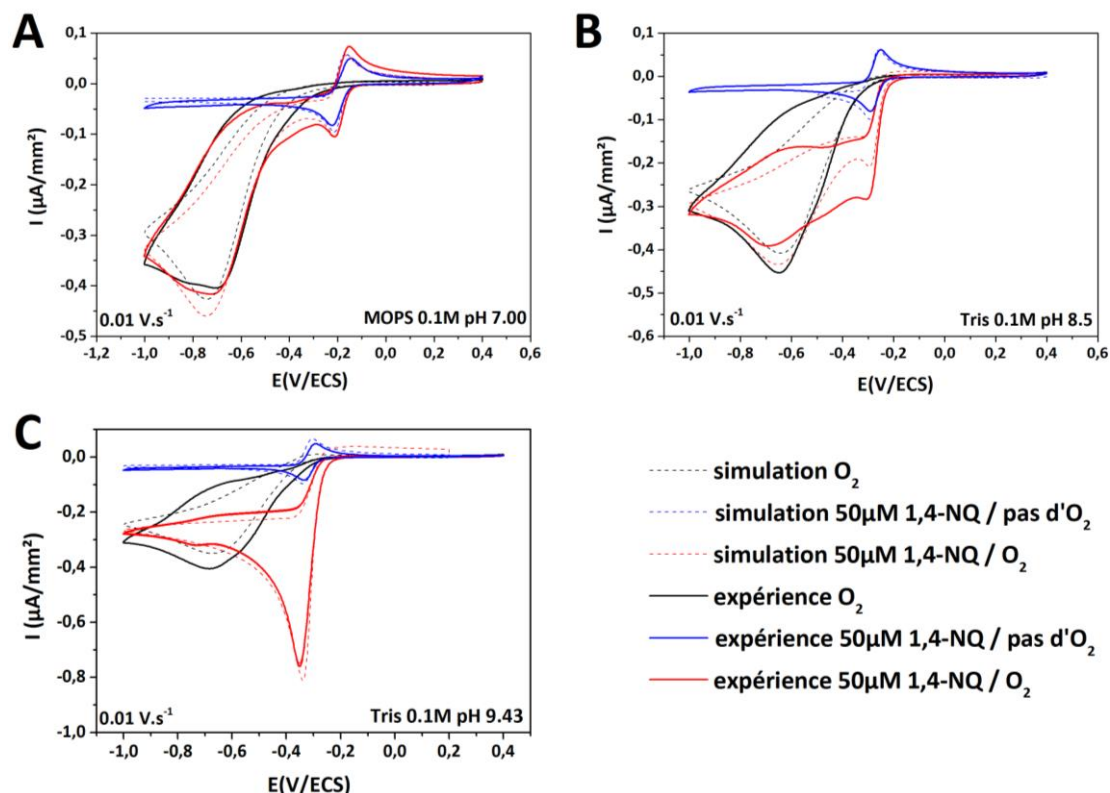 A
0,1
0,0
-0,1
-0,2
-0,3
-0,4
-0,5
I (µA/mm²)
0.01 V.s⁻¹
MOPS 0.1M pH 7.00
-1,2 -1,0 -0,8 -0,6 -0,4 -0,2 0,0 0,2 0,4 0,6
E(V/ECS)
B
0,1
0,0
-0,1
-0,2
-0,3
-0,4
-0,5
-0,6
I (µA/mm²)
0.01 V.s⁻¹
Tris 0.1M pH 8.5
-1,0 -0,8 -0,6 -0,4 -0,2 0,0 0,2 0,4 0,6
E(V/ECS)
C
0,0
-0,2
-0,4
-0,6
-0,8
-1,0
I (µA/mm²)
0.01 V.s⁻¹
Tris 0.1M pH 9.43
-1,0 -0,8 -0,6 -0,4 -0,2 0,0 0,2 0,4
E(V/ECS)
simulation O₂
simulation 50µM 1,4-NQ / pas d'O₂
simulation 50µM 1,4-NQ / O₂
expérience O₂
expérience 50µM 1,4-NQ / pas d'O₂
expérience 50µM 1,4-NQ / O₂